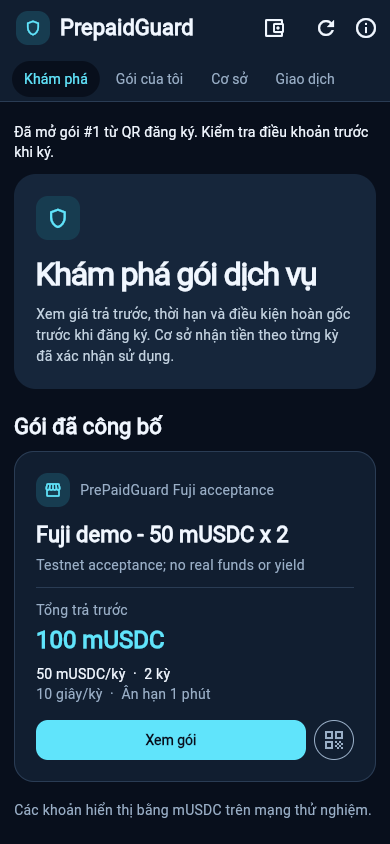 PrepaidGuard
Khám phá
Gói của tôi
Cơ sở
Giao dịch
Đã mở gói #1 từ QR đăng ký. Kiểm tra điều khoản trước
khi ký.
Khám phá gói dịch vụ
Xem giá trả trước, thời hạn và điều kiện hoàn gốc
trước khi đăng ký. Cơ sở nhận tiền theo từng kỳ
đã xác nhận sử dụng.
Gói đã công bố
PrePaidGuard Fuji acceptance
Fuji demo - 50 mUSDC x 2
Testnet acceptance; no real funds or yield
Tổng trả trước
100 mUSDC
50 mUSDC/kỳ · 2 kỳ
10 giây/kỳ · Ân hạn 1 phút
Xem gói
Các khoản hiển thị bằng mUSDC trên mạng thử nghiệm.